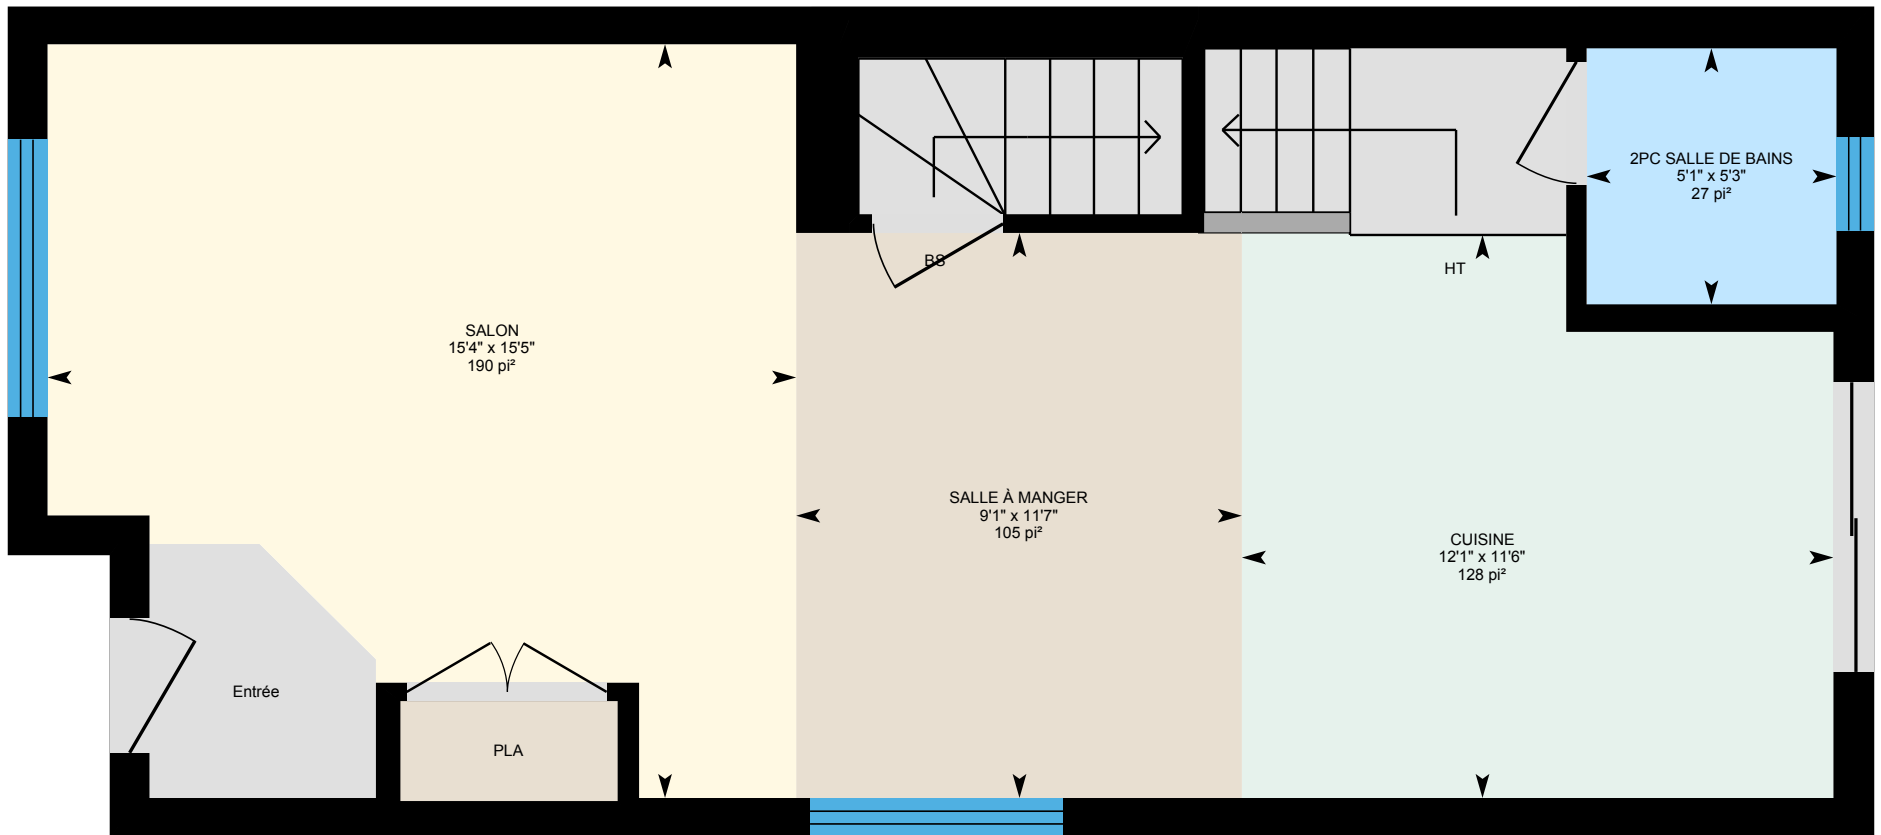 2PC SALLE DE BAINS
5'1" x 5'3"
27 pi²
BS
HT
SALON
15'4" x 15'5"
190 pi²
SALLE À MANGER
9'1" x 11'7"
105 pi²
CUISINE
12'1" x 11'6"
128 pi²
Entrée
PLA